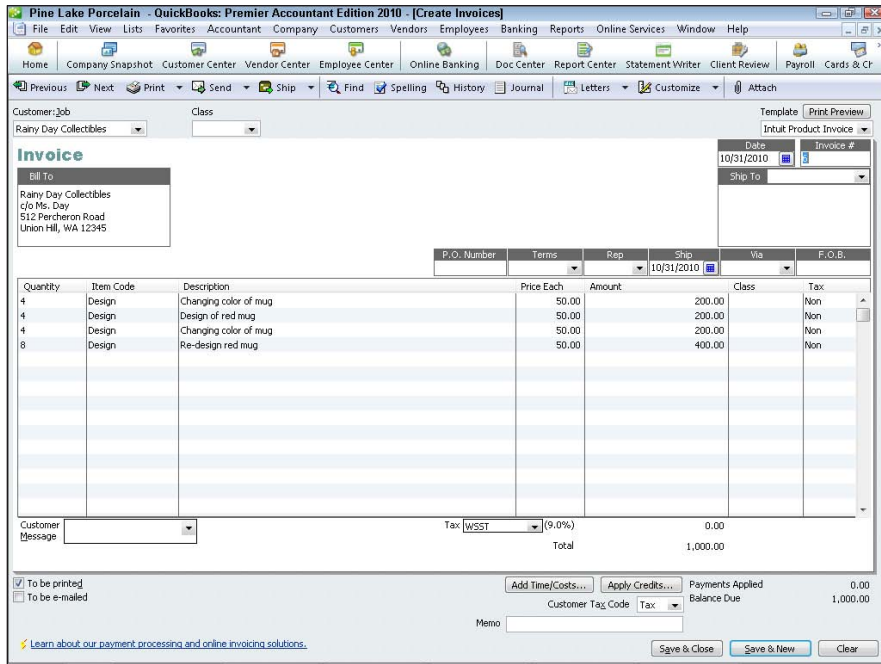 Pine Lake Porcelain - QuickBooks: Premier Accountant Edition 2010 - [Create Invoices]
File Edit View Lists Favorites Accountant Company Customers Vendors Employees Banking Reports Online Services Window Help
Home Company Snapshot Customer Center Vendor Center Employee Center Online Banking Doc Center Report Center Statement Writer Client Review Payroll Cards & Ch
Previous Next Print Send Ship Find Spelling History Journal Letters Customize Attach
Customer:Job Class Template Print Preview
Rainy Day Collectibles Intuit Product Invoice
Invoice
Date Invoice #
10/31/2010
Bill To Ship To
Rainy Day Collectibles
c/o Ms. Day
512 Percheron Road
Union Hill, WA 12345
P.O. Number Terms Rep Ship Via F.O.B.
10/31/2010
Quantity Item Code Description Price Each Amount Class Tax
4 Design Changing color of mug 50.00 200.00 Non
4 Design Design of red mug 50.00 200.00 Non
4 Design Changing color of mug 50.00 200.00 Non
8 Design Re-design red mug 50.00 400.00 Non
Customer Message Tax WSST (9.0%) 0.00
Total 1,000.00
To be printed Add Time/Costs... Apply Credits... Payments Applied 0.00
To be e-mailed Customer Tax Code Tax Balance Due 1,000.00
Memo
Learn about our payment processing and online invoicing solutions. Save & Close Save & New Clear